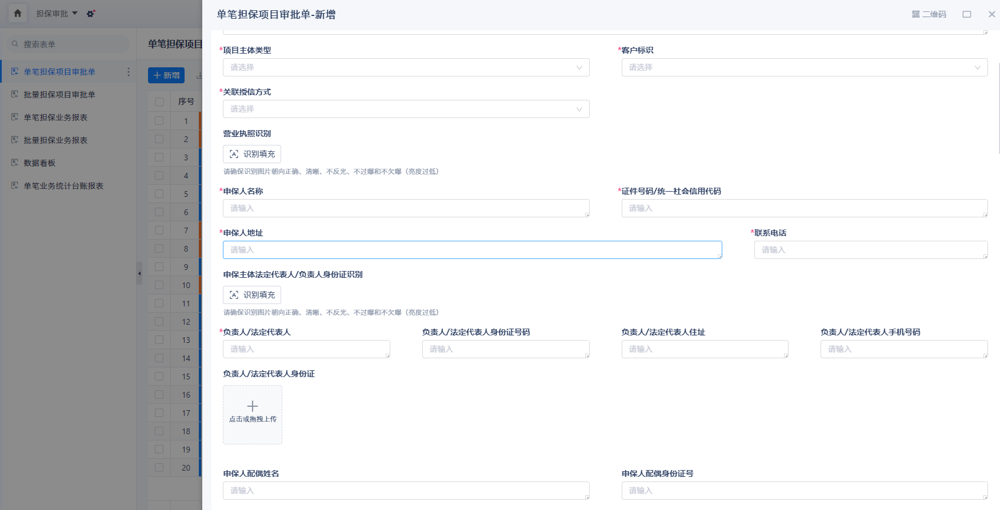 担保审批
单笔担保项目审批单-新增
二维码
搜索表单
单笔担保项目审批单
批量担保项目审批单
单笔担保业务报表
批量担保业务报表
数据看板
单笔业务统计台账报表
单笔担保项目
新增
序号
1
2
3
4
5
6
7
8
9
10
11
12
13
14
15
16
17
18
19
20
*项目主体类型
请选择
*客户标识
请选择
*关联授信方式
请选择
营业执照识别
识别填充
请确保识别图片朝向正确、清晰、不反光、不过曝和不欠曝（亮度过低）
*申保人名称
请输入
*证件号码/统一社会信用代码
请输入
*申保人地址
请输入
*联系电话
请输入
申保主体法定代表人/负责人身份证识别
识别填充
请确保识别图片朝向正确、清晰、不反光、不过曝和不欠曝（亮度过低）
*负责人/法定代表人
请输入
负责人/法定代表人身份证号码
请输入
负责人/法定代表人住址
请输入
负责人/法定代表人手机号码
请输入
负责人/法定代表人身份证
点击或拖拽上传
申保人配偶姓名
请输入
申保人配偶身份证号
请输入